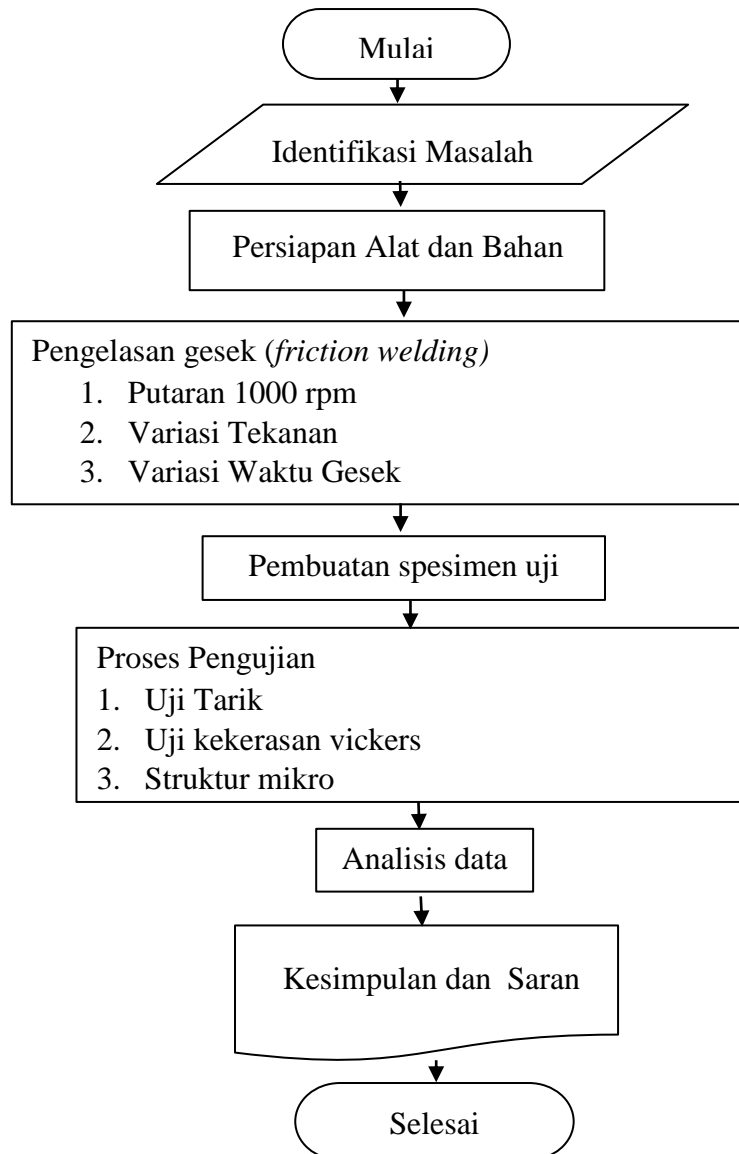 Mulai
Identifikasi Masalah
Persiapan Alat dan Bahan
Pengelasan gesek (friction welding)
1. Putaran 1000 rpm
2. Variasi Tekanan
3. Variasi Waktu Gesek
Pembuatan spesimen uji
Proses Pengujian
1. Uji Tarik
2. Uji kekerasan vickers
3. Struktur mikro
Analisis data
Kesimpulan dan Saran
Selesai